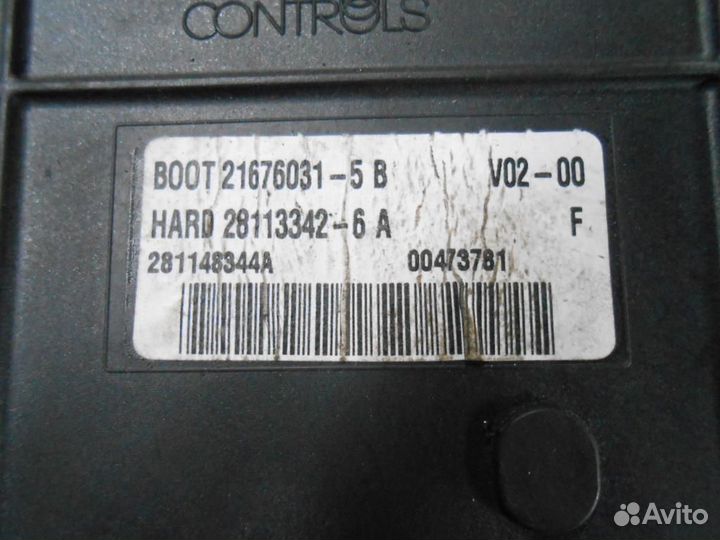 CONTROLS
BOOT 21676031-5 B V02-00
HARD 28113342-6 A F
281148344A 00473781
Avito